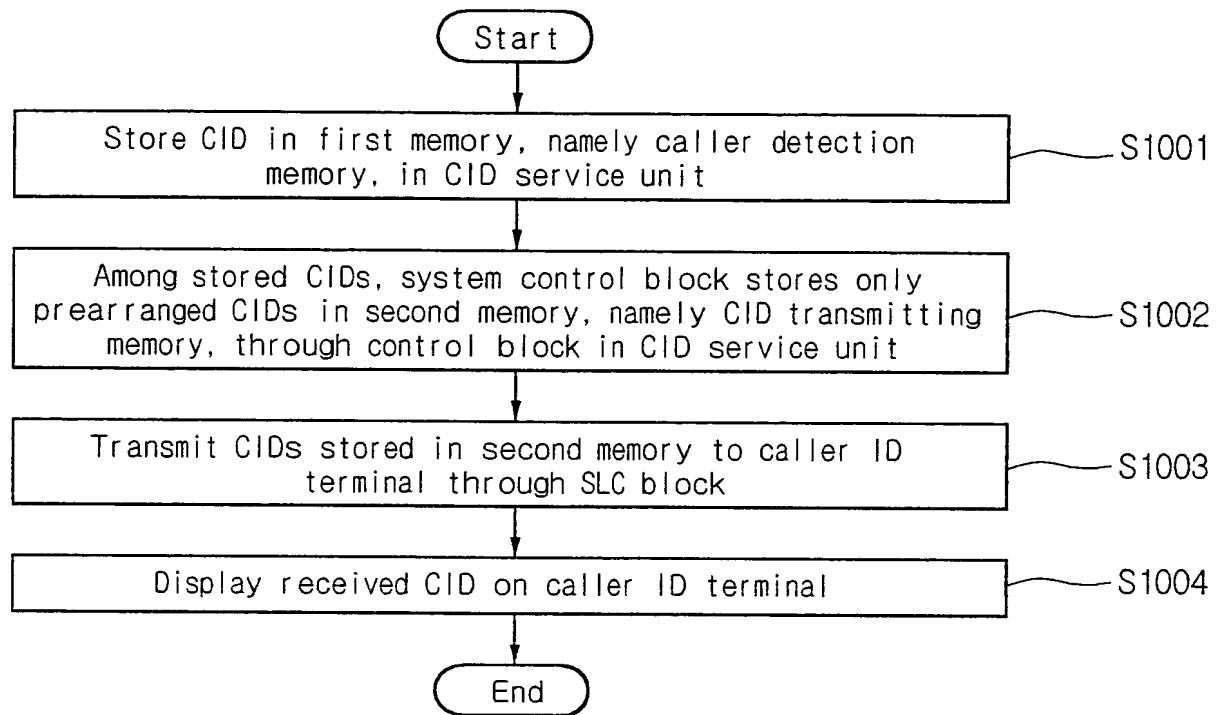 Start
Store CID in first memory, namely caller detection
memory, in CID service unit
S1001
Among stored CIDs, system control block stores only
prearranged CIDs in second memory, namely CID transmitting
memory, through control block in CID service unit
S1002
Transmit CIDs stored in second memory to caller ID
terminal through SLC block
S1003
Display received CID on caller ID terminal
S1004
End